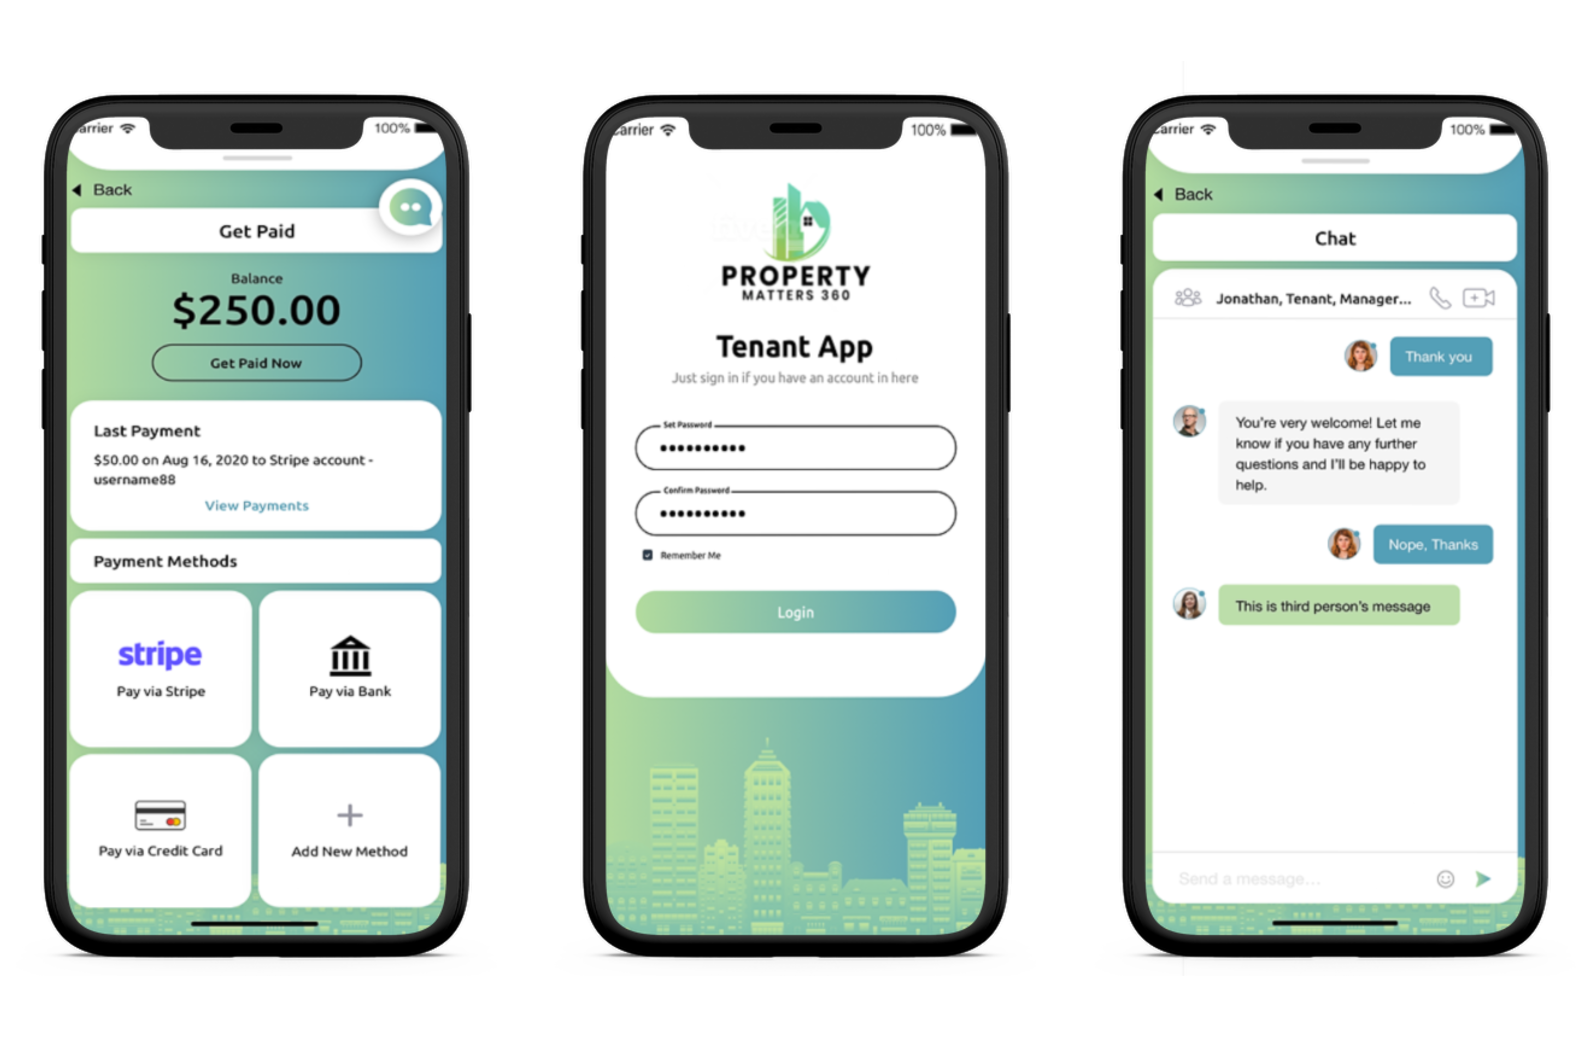 arrier 100%
Back
Get Paid
Balance
$250.00
Get Paid Now
Last Payment
$50.00 on Aug 16, 2020 to Stripe account -
username88
View Payments
Payment Methods
stripe
Pay via Stripe
Pay via Bank
Pay via Credit Card
Add New Method
arrier 100%
PROPERTY
MATTERS 360
Tenant App
Just sign in if you have an account in here
Set Password
Confirm Password
Remember Me
Login
arrier 100%
Back
Chat
Jonathan, Tenant, Manager...
Thank you
You're very welcome! Let me
know if you have any further
questions and I'll be happy to
help.
Nope, Thanks
This is third person's message
Send a message...